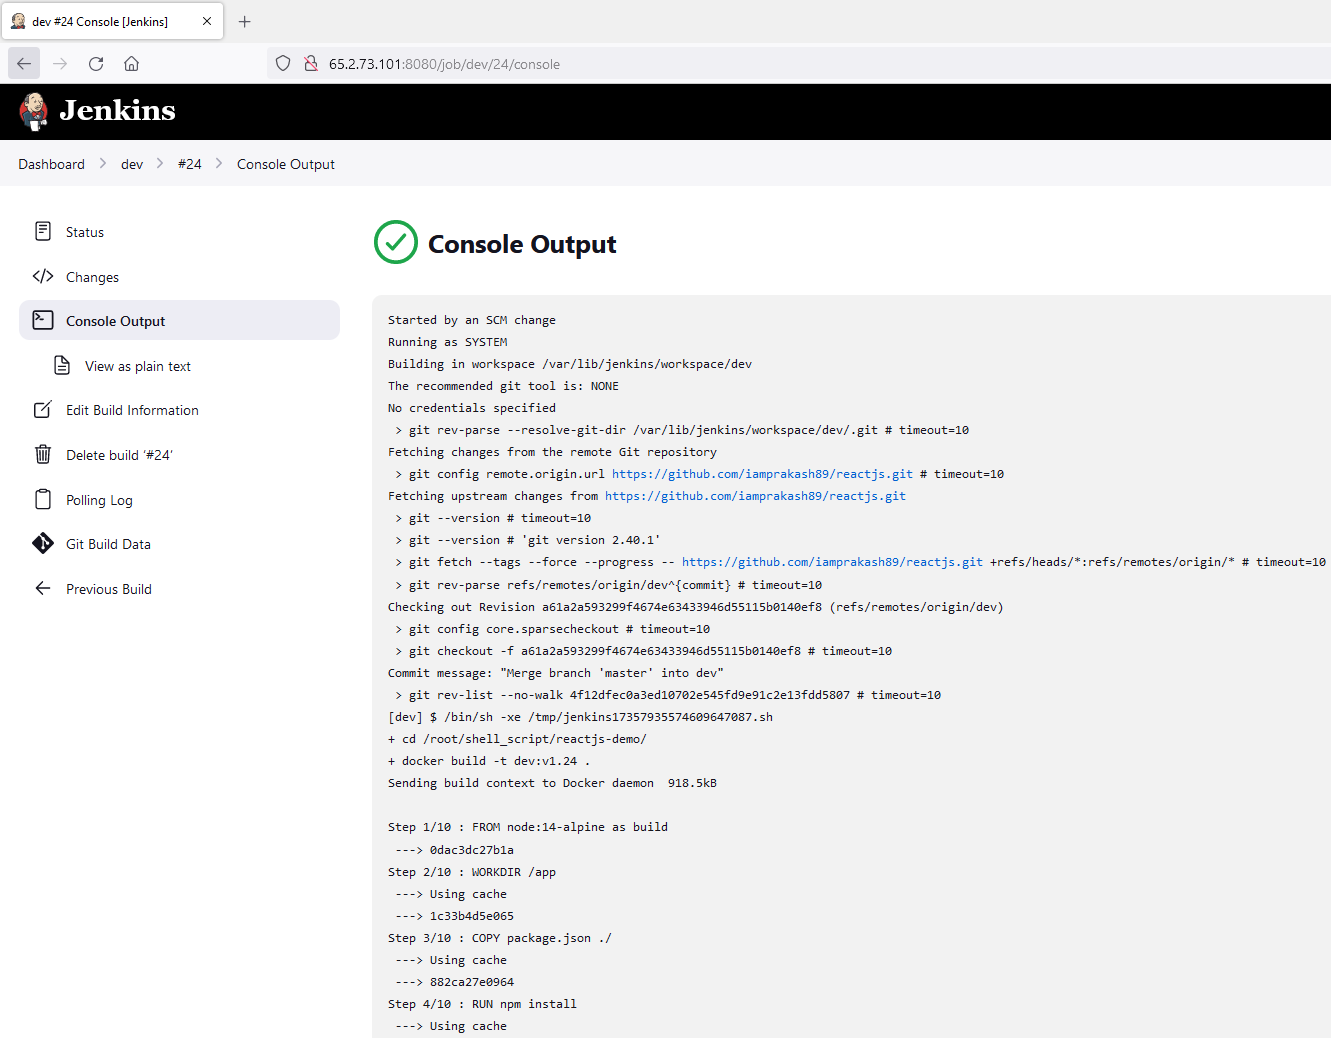 dev #24 Console [Jenkins]
65.2.73.101:8080/job/dev/24/console
Jenkins
Dashboard > dev > #24 > Console Output
Status
Changes
Console Output
View as plain text
Edit Build Information
Delete build ‘#24’
Polling Log
Git Build Data
Previous Build
Console Output
Started by an SCM change
Running as SYSTEM
Building in workspace /var/lib/jenkins/workspace/dev
The recommended git tool is: NONE
No credentials specified
 > git rev-parse --resolve-git-dir /var/lib/jenkins/workspace/dev/.git # timeout=10
Fetching changes from the remote Git repository
 > git config remote.origin.url https://github.com/iamprakash89/reactjs.git # timeout=10
Fetching upstream changes from https://github.com/iamprakash89/reactjs.git
 > git --version # timeout=10
 > git --version # 'git version 2.40.1'
 > git fetch --tags --force --progress -- https://github.com/iamprakash89/reactjs.git +refs/heads/*:refs/remotes/origin/* # timeout=10
 > git rev-parse refs/remotes/origin/dev^{commit} # timeout=10
Checking out Revision a61a2a593299f4674e63433946d55115b0140ef8 (refs/remotes/origin/dev)
 > git config core.sparsecheckout # timeout=10
 > git checkout -f a61a2a593299f4674e63433946d55115b0140ef8 # timeout=10
Commit message: "Merge branch 'master' into dev"
 > git rev-list --no-walk 4f12dfec0a3ed10702e545fd9e91c2e13fdd5807 # timeout=10
[dev] $ /bin/sh -xe /tmp/jenkins17357935574609647087.sh
+ cd /root/shell_script/reactjs-demo/
+ docker build -t dev:v1.24 .
Sending build context to Docker daemon  918.5kB
Step 1/10 : FROM node:14-alpine as build
 ---> 0dac3dc27b1a
Step 2/10 : WORKDIR /app
 ---> Using cache
 ---> 1c33b4d5e065
Step 3/10 : COPY package.json ./
 ---> Using cache
 ---> 882ca27e0964
Step 4/10 : RUN npm install
 ---> Using cache